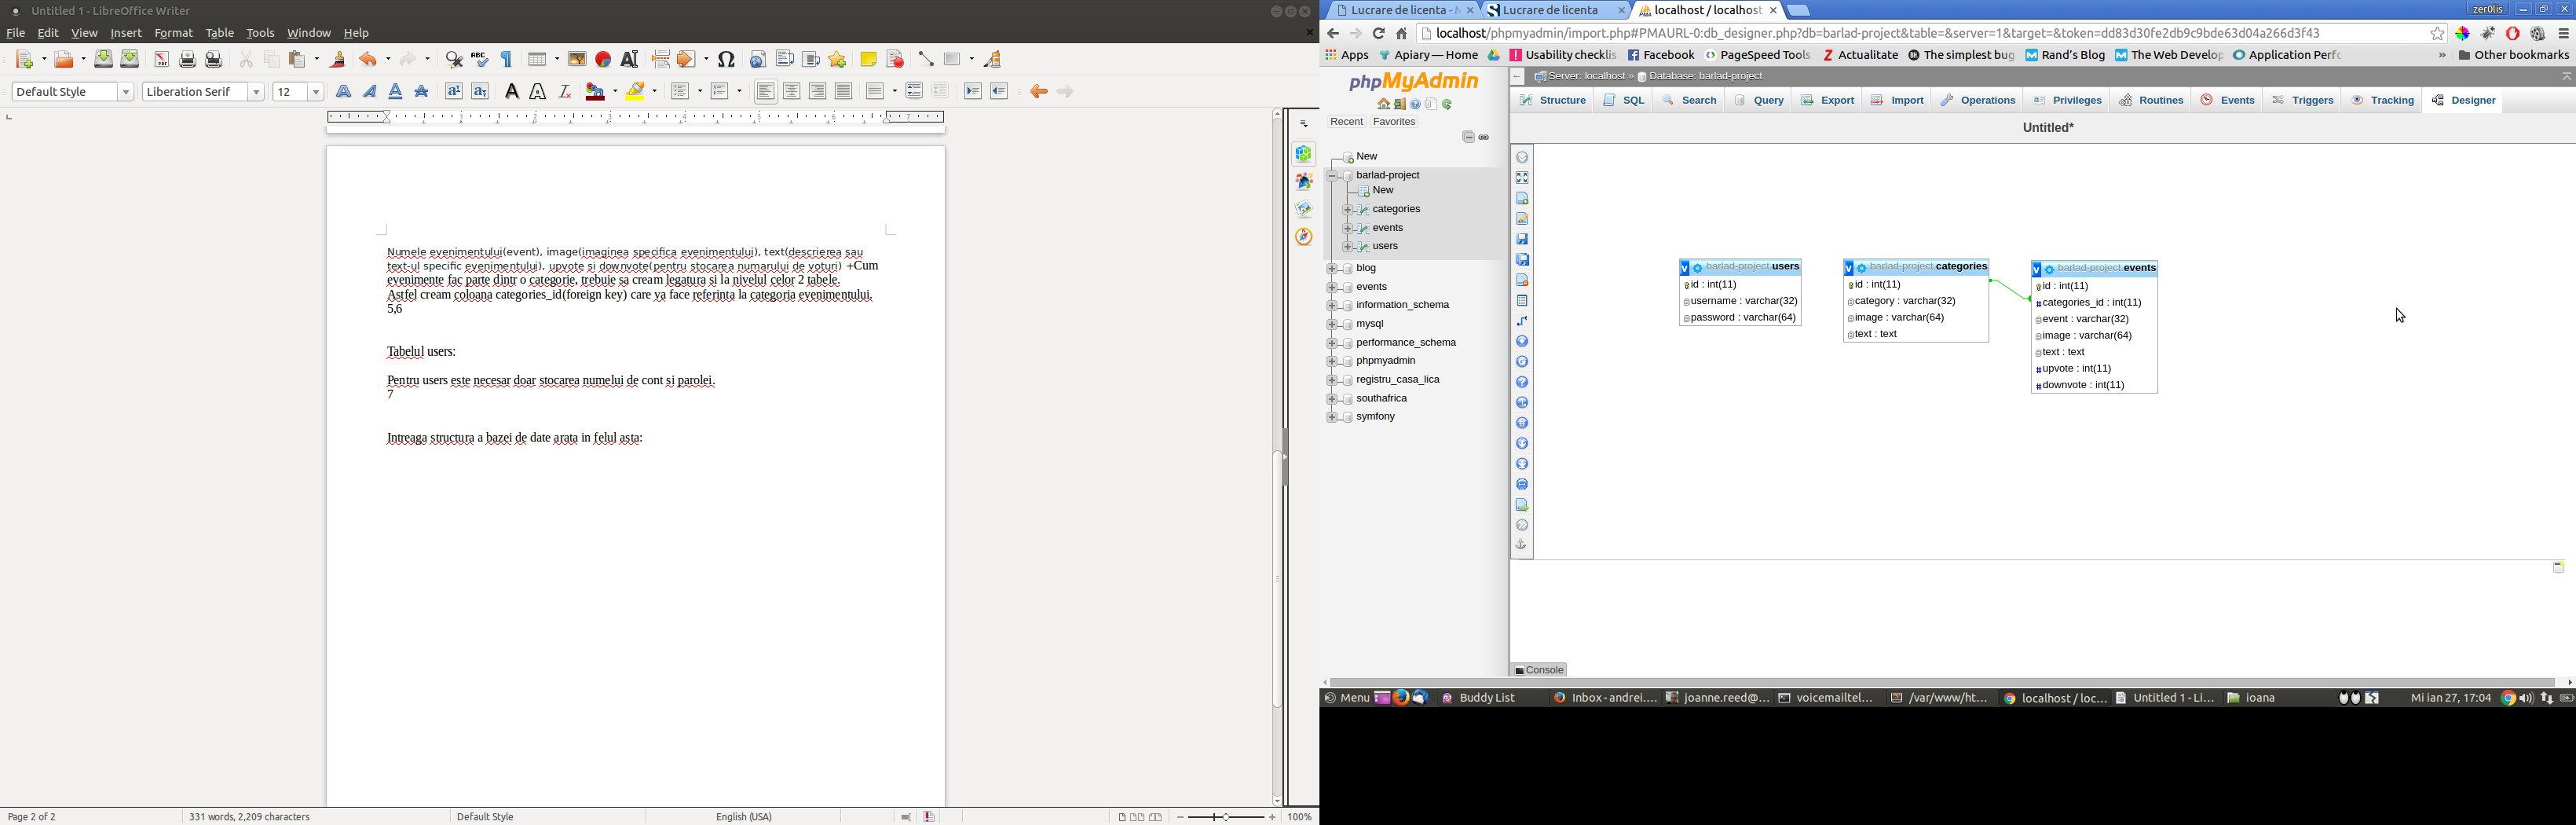 Untitled 1 - LibreOffice Writer
File Edit View Insert Format Table Tools Window Help
Default Style Liberation Serif 12
Numele evenimentului(event), image(imaginea specifica evenimentului), text(descrierea sau
text-ul specific evenimentului), upvote si downvote(pentru stocarea numarului de voturi) +Cum
evenimente fac parte dintr o categorie, trebuie sa cream legatura si la nivelul celor 2 tabele.
Astfel cream coloana categories_id(foreign key) care va face referinta la categoria evenimentului.
5,6
Tabelul users:
Pentru users este necesar doar stocarea numelui de cont si parolei.
7
Intreaga structura a bazei de date arata in felul asta:
Page 2 of 2 331 words, 2,209 characters Default Style English (USA) 100%
Lucrare de licenta - Lucrare de licenta localhost / localhost zer0lis
localhost/phpmyadmin/import.php#PMAURL-0:db_designer.php?db=barlad-project&table=&server=1&target=&token=dd83d30fe2db9c9bde63d04a266d3f43
Apps Apiary — Home Usability checklis Facebook PageSpeed Tools Actualitate The simplest bug Rand's Blog The Web Develop Application Perfo » Other bookmarks
phpMyAdmin
Recent Favorites
New
barlad-project
New
categories
events
users
blog
events
information_schema
mysql
performance_schema
phpmyadmin
registru_casa_lica
southafrica
symfony
Server: localhost » Database: barlad-project
Structure SQL Search Query Export Import Operations Privileges Routines Events Triggers Tracking Designer
Untitled*
barlad-project users
id : int(11)
username : varchar(32)
password : varchar(64)
barlad-project categories
id : int(11)
category : varchar(32)
image : varchar(64)
text : text
barlad-project events
id : int(11)
categories_id : int(11)
event : varchar(32)
image : varchar(64)
text : text
upvote : int(11)
downvote : int(11)
Console
Menu Buddy List Inbox - andrei.... joanne.reed@... voicemailtel... /var/www/ht... localhost / loc... Untitled 1 - Li... ioana Mi ian 27, 17:04